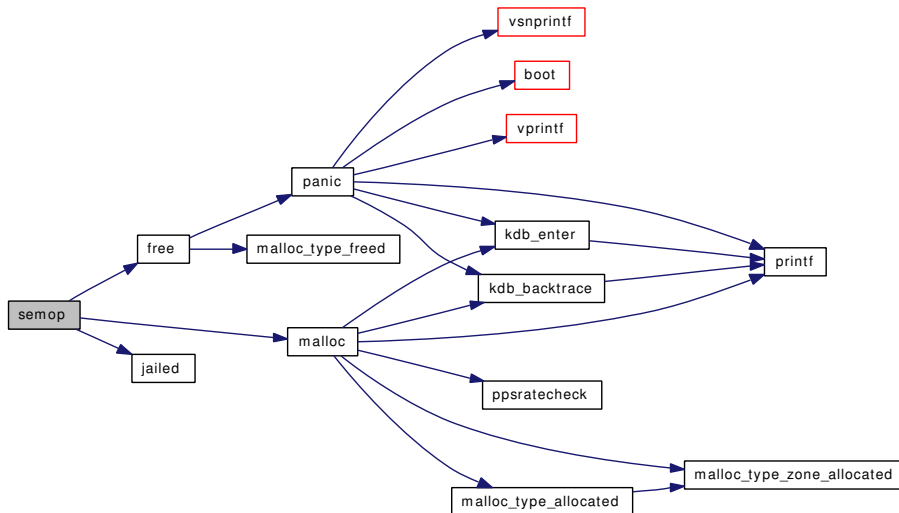 vsnprintf
boot
vprintf
panic
kdb_enter
free
malloc_type_freed
printf
kdb_backtrace
semop
malloc
jailed
ppsratecheck
malloc_type_zone_allocated
malloc_type_allocated